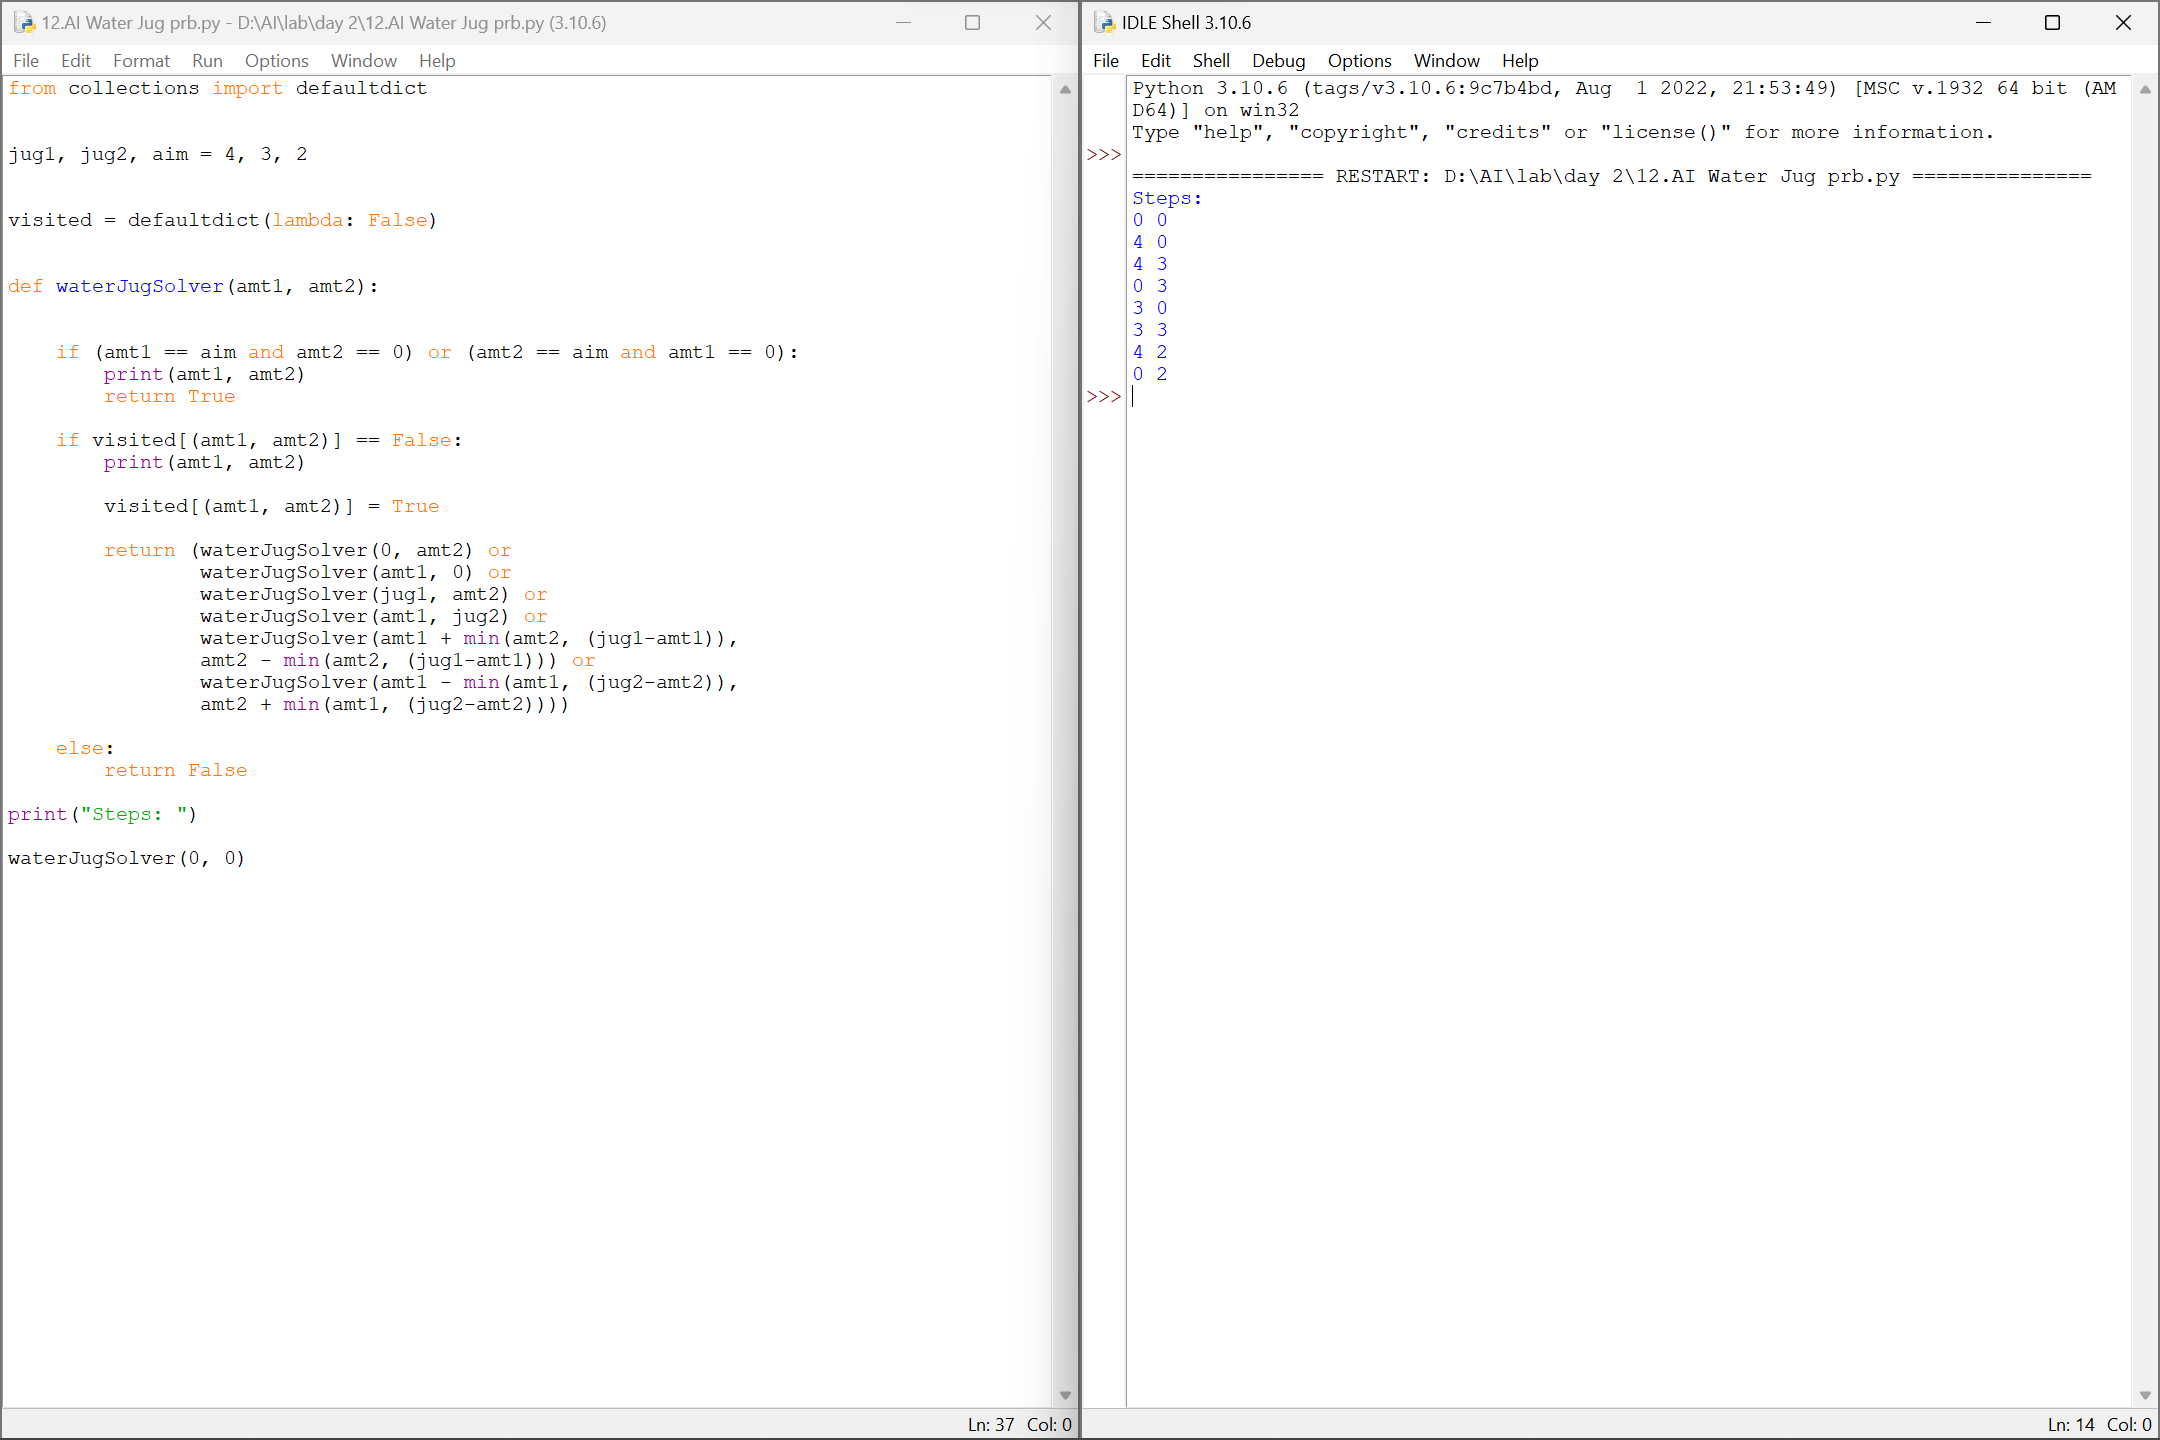 12.AI Water Jug prb.py - D:\AI\lab\day 2\12.AI Water Jug prb.py (3.10.6)
File Edit Format Run Options Window Help
from collections import defaultdict
jug1, jug2, aim = 4, 3, 2
visited = defaultdict(lambda: False)
def waterJugSolver(amt1, amt2):
    if (amt1 == aim and amt2 == 0) or (amt2 == aim and amt1 == 0):
        print(amt1, amt2)
        return True
    if visited[(amt1, amt2)] == False:
        print(amt1, amt2)
        visited[(amt1, amt2)] = True
        return (waterJugSolver(0, amt2) or
                waterJugSolver(amt1, 0) or
                waterJugSolver(jug1, amt2) or
                waterJugSolver(amt1, jug2) or
                waterJugSolver(amt1 + min(amt2, (jug1-amt1)),
                amt2 - min(amt2, (jug1-amt1))) or
                waterJugSolver(amt1 - min(amt1, (jug2-amt2)),
                amt2 + min(amt1, (jug2-amt2))))
    else:
        return False
print("Steps: ")
waterJugSolver(0, 0)
Ln: 37 Col: 0
IDLE Shell 3.10.6
File Edit Shell Debug Options Window Help
Python 3.10.6 (tags/v3.10.6:9c7b4bd, Aug  1 2022, 21:53:49) [MSC v.1932 64 bit (AM
D64)] on win32
Type "help", "copyright", "credits" or "license()" for more information.
>>>
================ RESTART: D:\AI\lab\day 2\12.AI Water Jug prb.py ===============
Steps:
0 0
4 0
4 3
0 3
3 0
3 3
4 2
0 2
>>>
Ln: 14 Col: 0